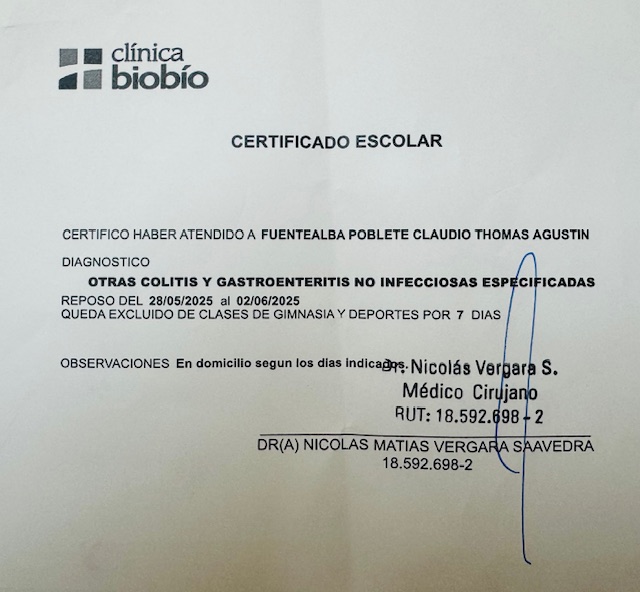 clínica
biobío
CERTIFICADO ESCOLAR
CERTIFICO HABER ATENDIDO A FUENTEALBA POBLETE CLAUDIO THOMAS AGUSTIN
DIAGNOSTICO
OTRAS COLITIS Y GASTROENTERITIS NO INFECCIOSAS ESPECIFICADAS
REPOSO DEL 28/05/2025 al 02/06/2025
QUEDA EXCLUIDO DE CLASES DE GIMNASIA Y DEPORTES POR 7 DIAS
OBSERVACIONES En domicilio segun los dias indicados.
Dr. Nicolás Vergara S.
Médico Cirujano
RUT: 18.592.698-2
DR(A) NICOLAS MATIAS VERGARA SAAVEDRA
18.592.698-2